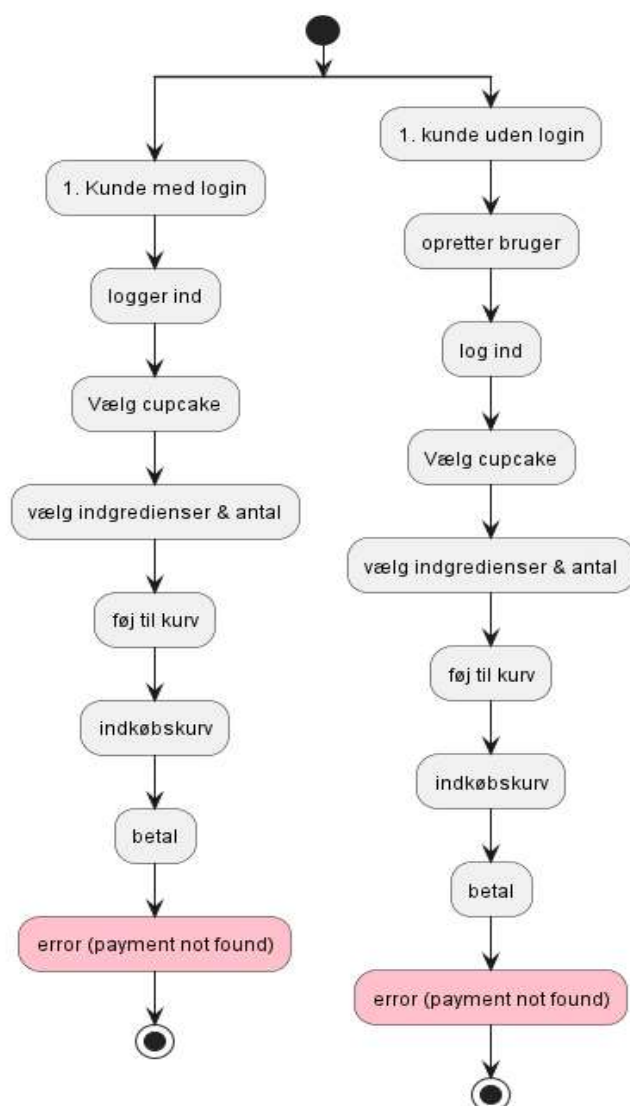 1. Kunde med login
logger ind
Vælg cupcake
vælg indgredienser & antal
føj til kurv
indkøbskurv
betal
error (payment not found)
1. kunde uden login
opretter bruger
log ind
Vælg cupcake
vælg indgredienser & antal
føj til kurv
indkøbskurv
betal
error (payment not found)